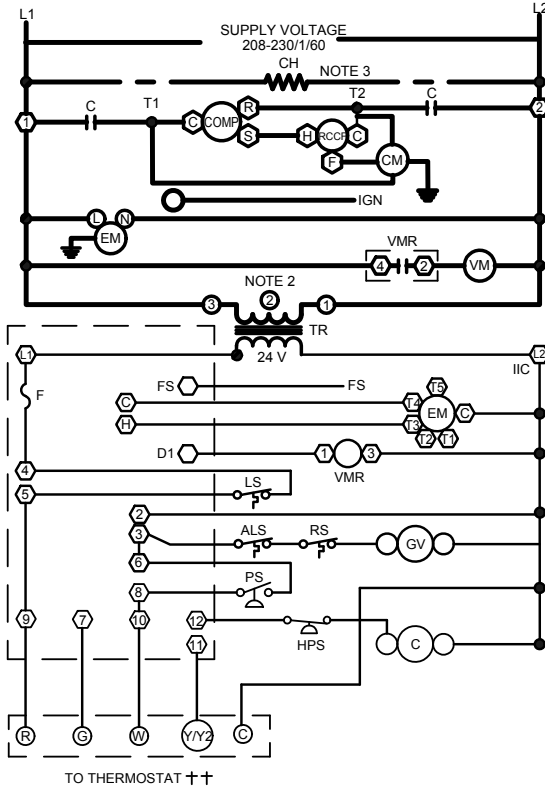 L1 L2
SUPPLY VOLTAGE
208-230/1/60
CH NOTE 3
C T1 T2 C
1 C COMP R 2
S H RCCP C
F CM
IGN
L N
EM VMR
4 2 VM
NOTE 2
3 2 1
TR
L1 24 V L2
IIC
FS FS T5
F C T4 EM C
H T3
T2 T1
D1 1 3
VMR
4
5 LS
2
3 ALS RS GV
6
8 PS
9 7 10 12 C
HPS
11
R G W Y/Y2 C
TO THERMOSTAT ††